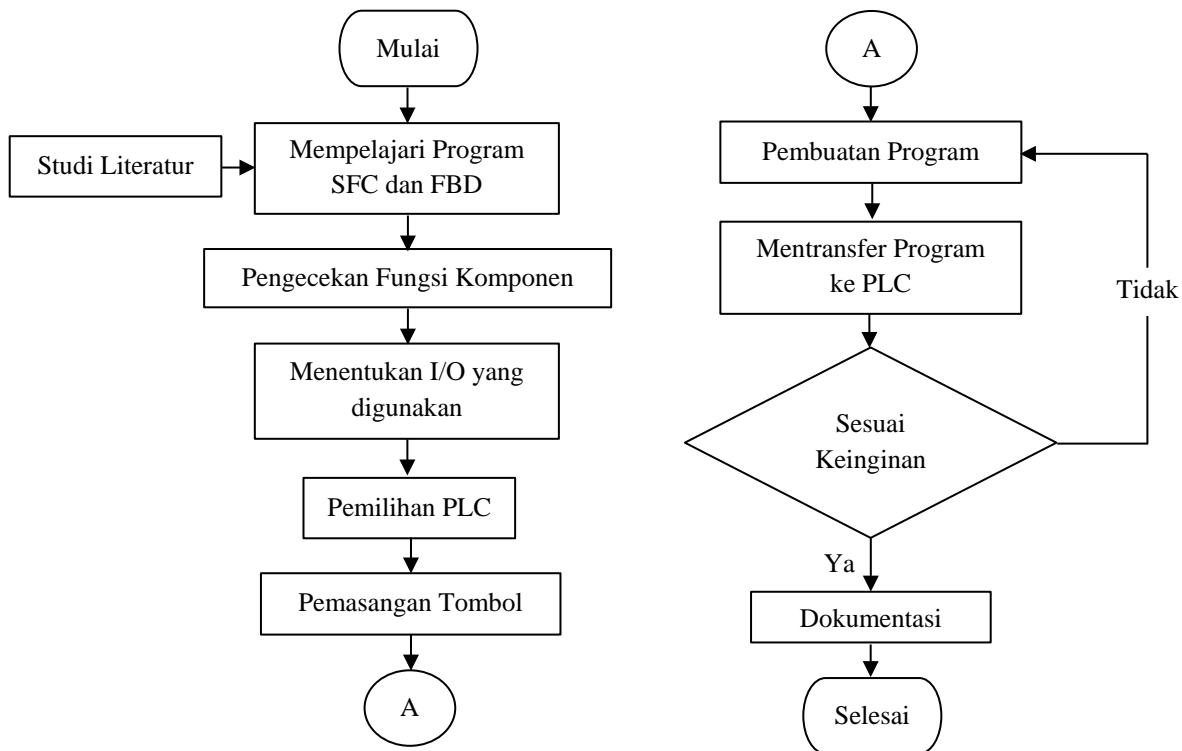 Mulai
Studi Literatur
Mempelajari Program
SFC dan FBD
Pengecekan Fungsi Komponen
Menentukan I/O yang
digunakan
Pemilihan PLC
Pemasangan Tombol
A
A
Pembuatan Program
Mentransfer Program
ke PLC
Tidak
Sesuai
Keinginan
Ya
Dokumentasi
Selesai